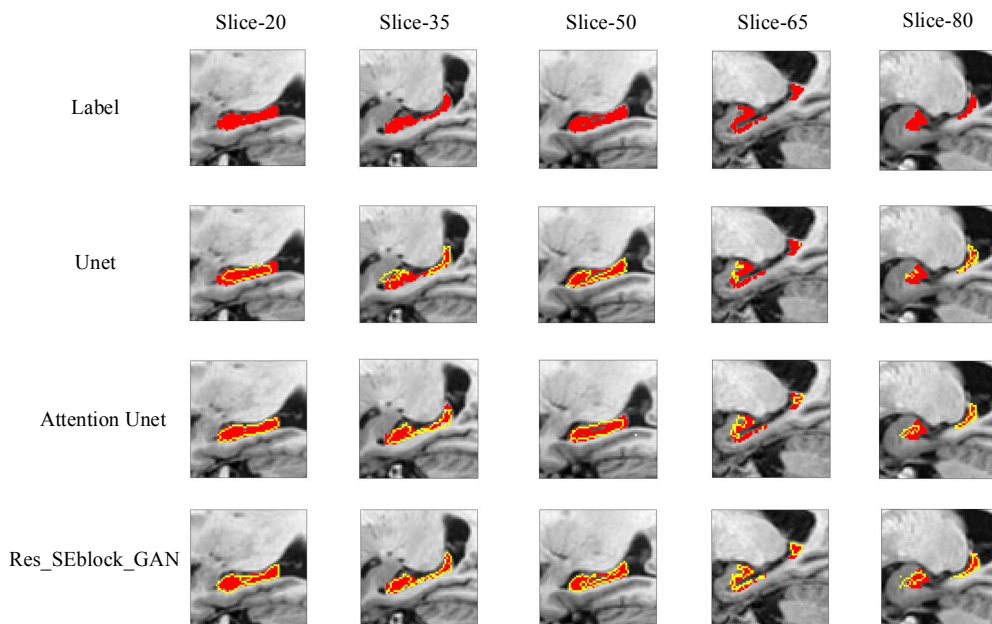 Slice-20 Slice-35 Slice-50 Slice-65 Slice-80
Label
Unet
Attention Unet
Res_SEblock_GAN